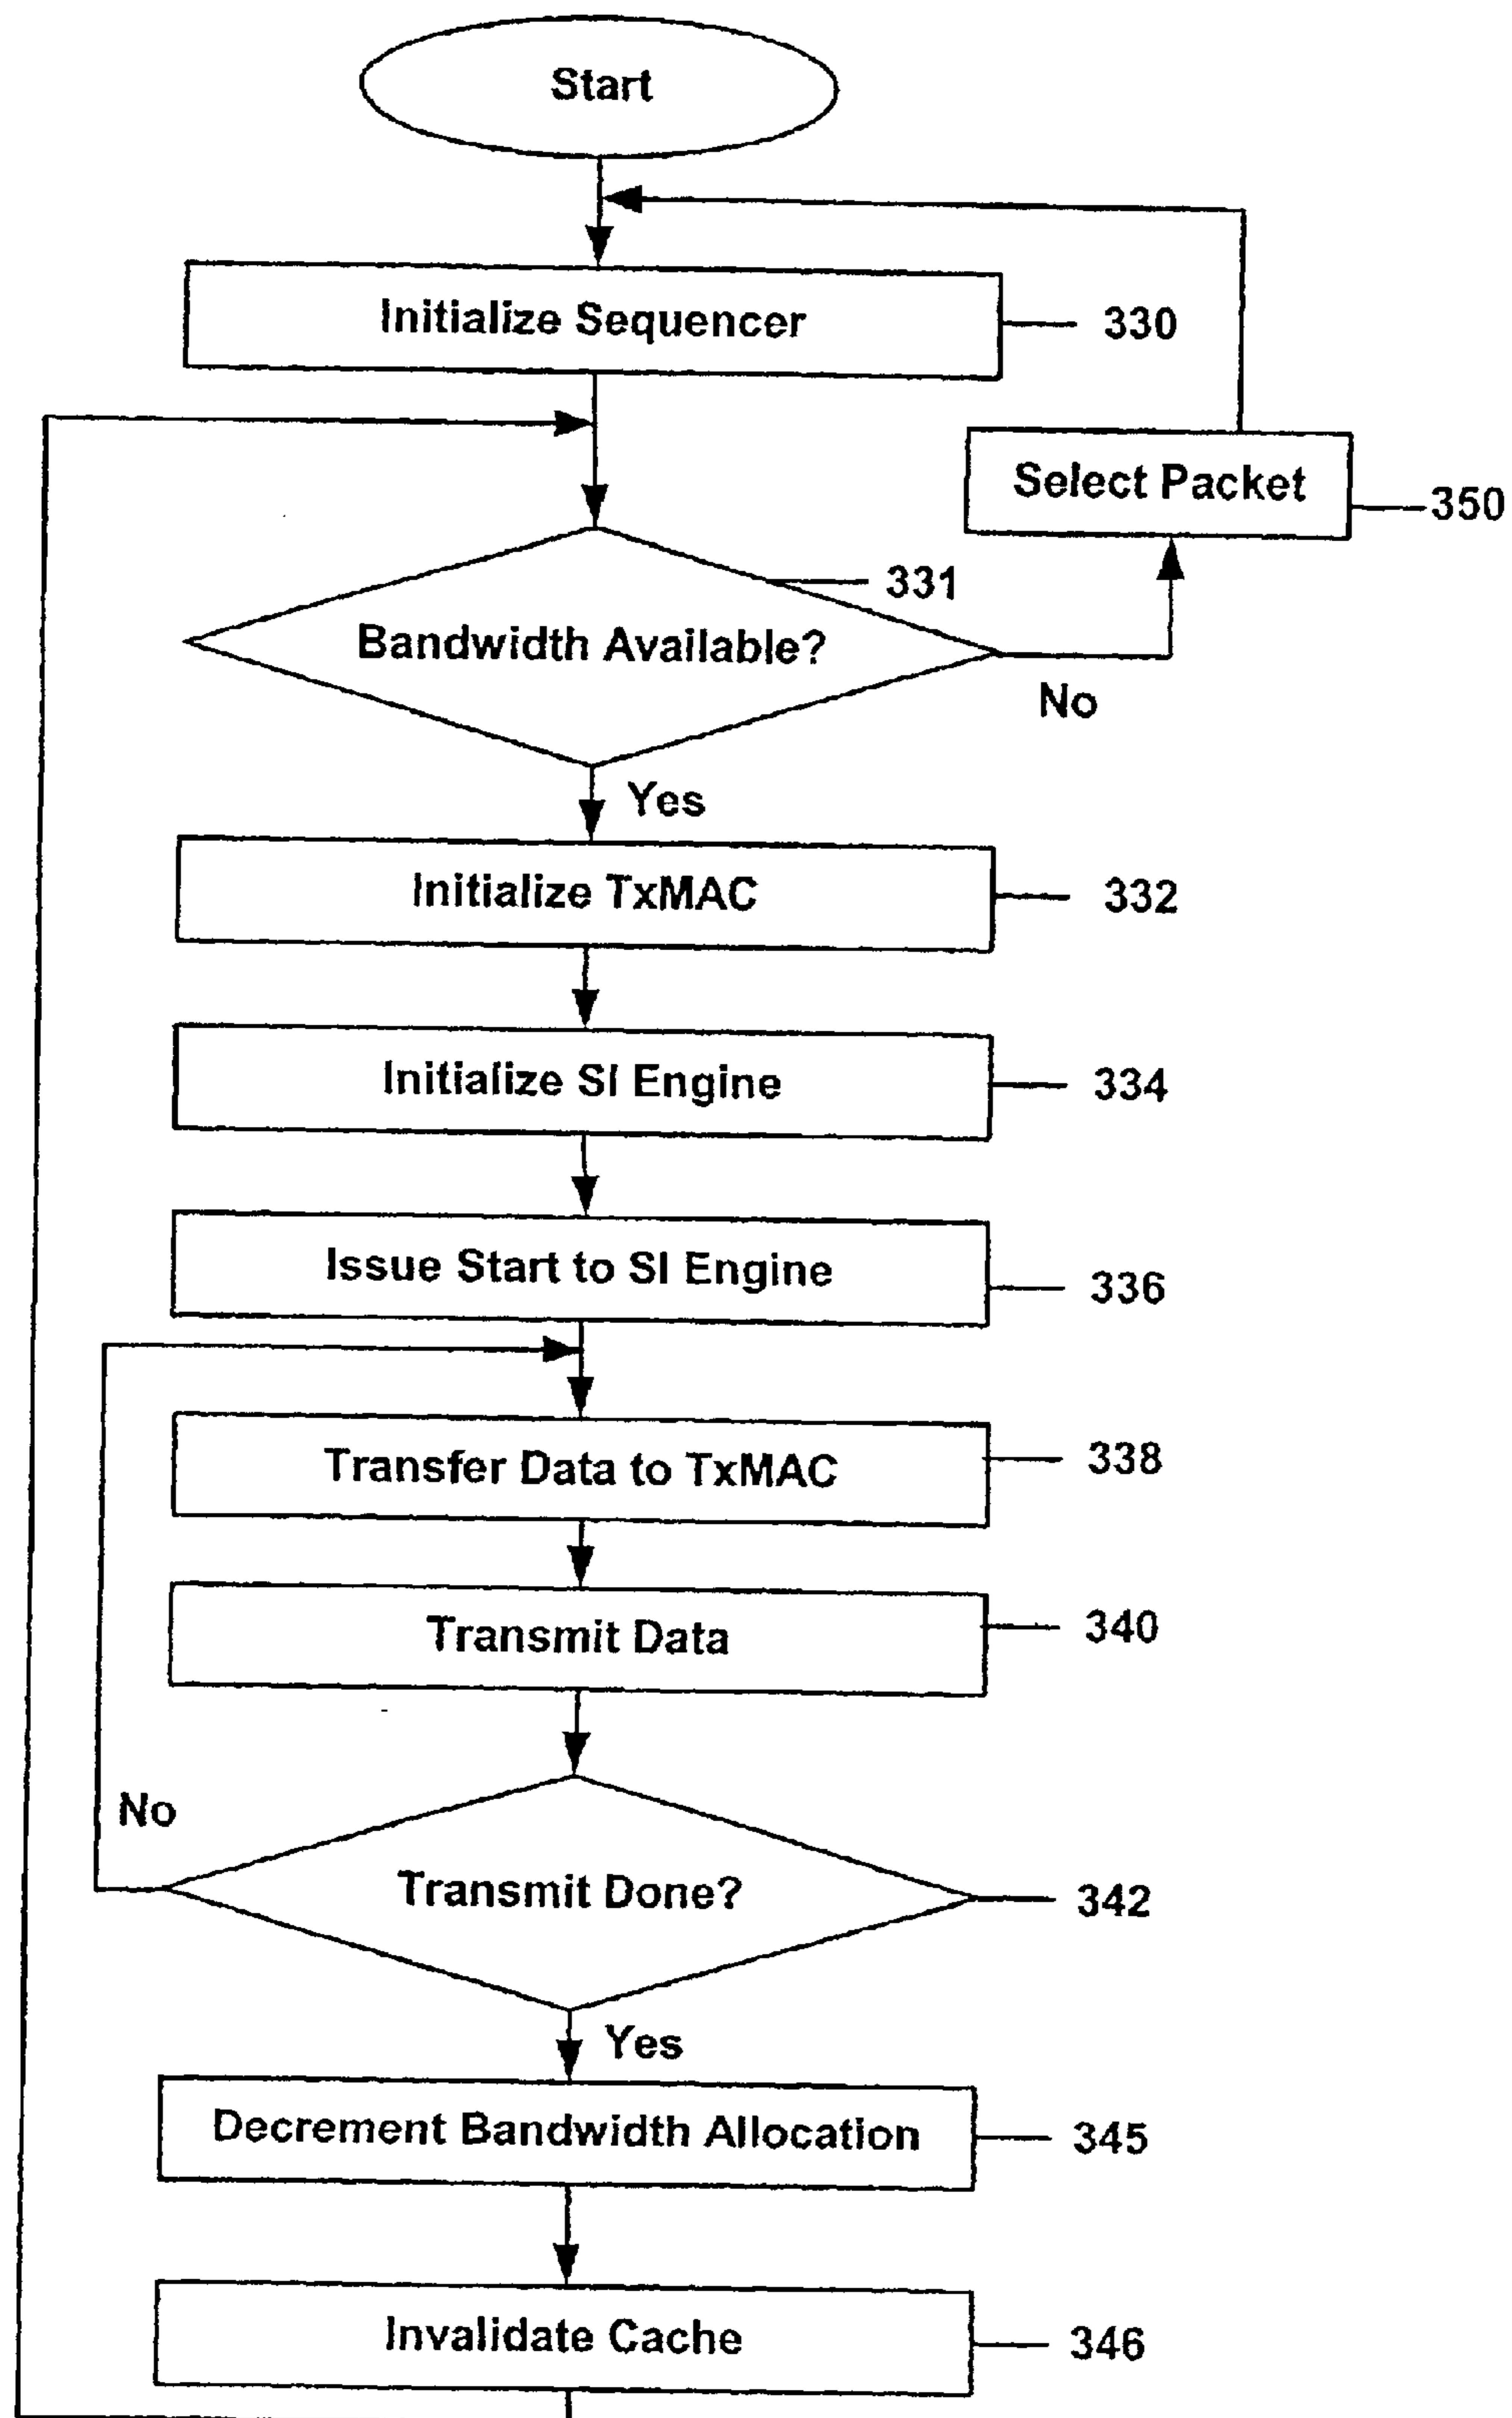 Start
Initialize Sequencer
330
Select Packet
350
331
Bandwidth Available?
No
Yes
Initialize TxMAC
332
Initialize SI Engine
334
Issue Start to SI Engine
336
Transfer Data to TxMAC
338
Transmit Data
340
No
Transmit Done?
342
Yes
Decrement Bandwidth Allocation
345
Invalidate Cache
346